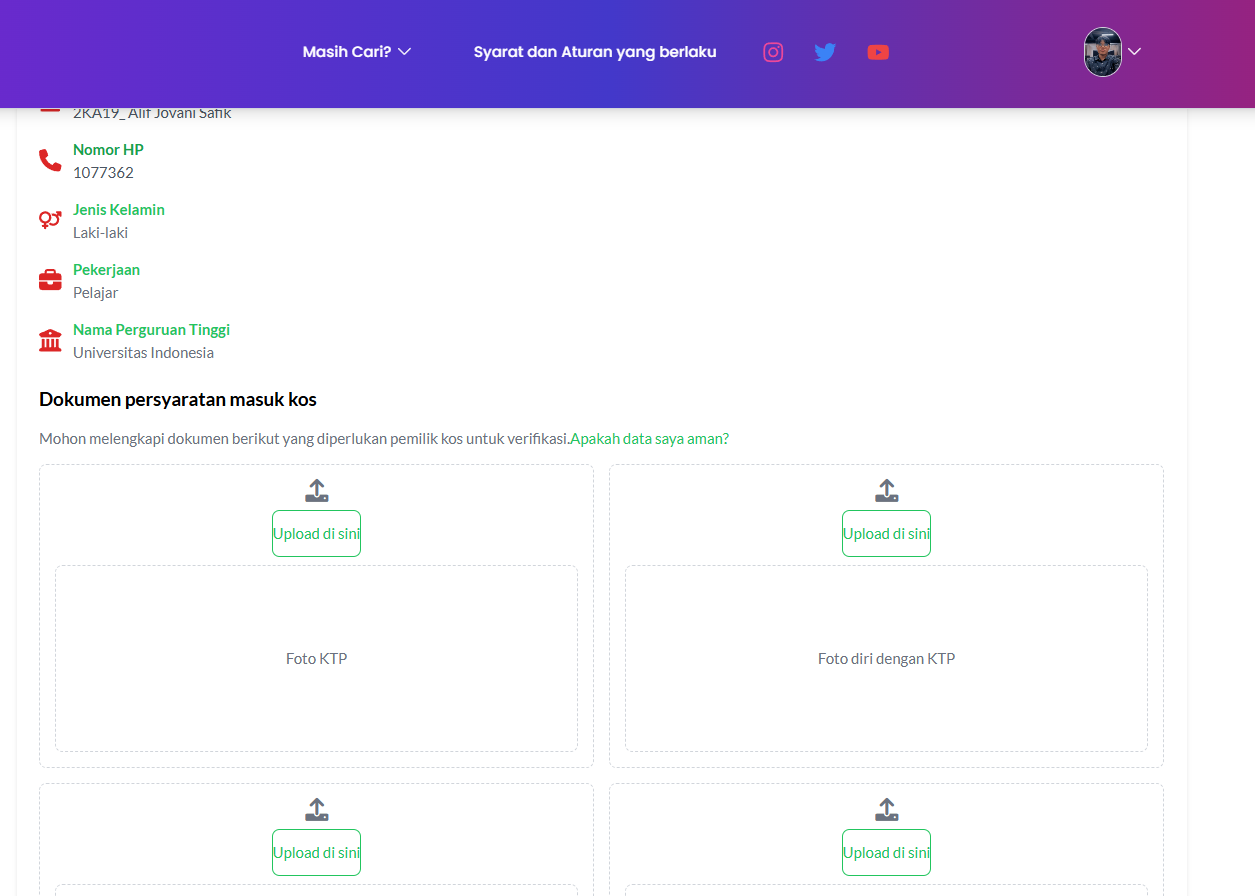 Masih Cari?
Syarat dan Aturan yang berlaku
2KA19_ Alif Jovani Safik
Nomor HP
1077362
Jenis Kelamin
Laki-laki
Pekerjaan
Pelajar
Nama Perguruan Tinggi
Universitas Indonesia
Dokumen persyaratan masuk kos
Mohon melengkapi dokumen berikut yang diperlukan pemilik kos untuk verifikasi.Apakah data saya aman?
Upload di sini
Foto KTP
Upload di sini
Foto diri dengan KTP
Upload di sini
Upload di sini